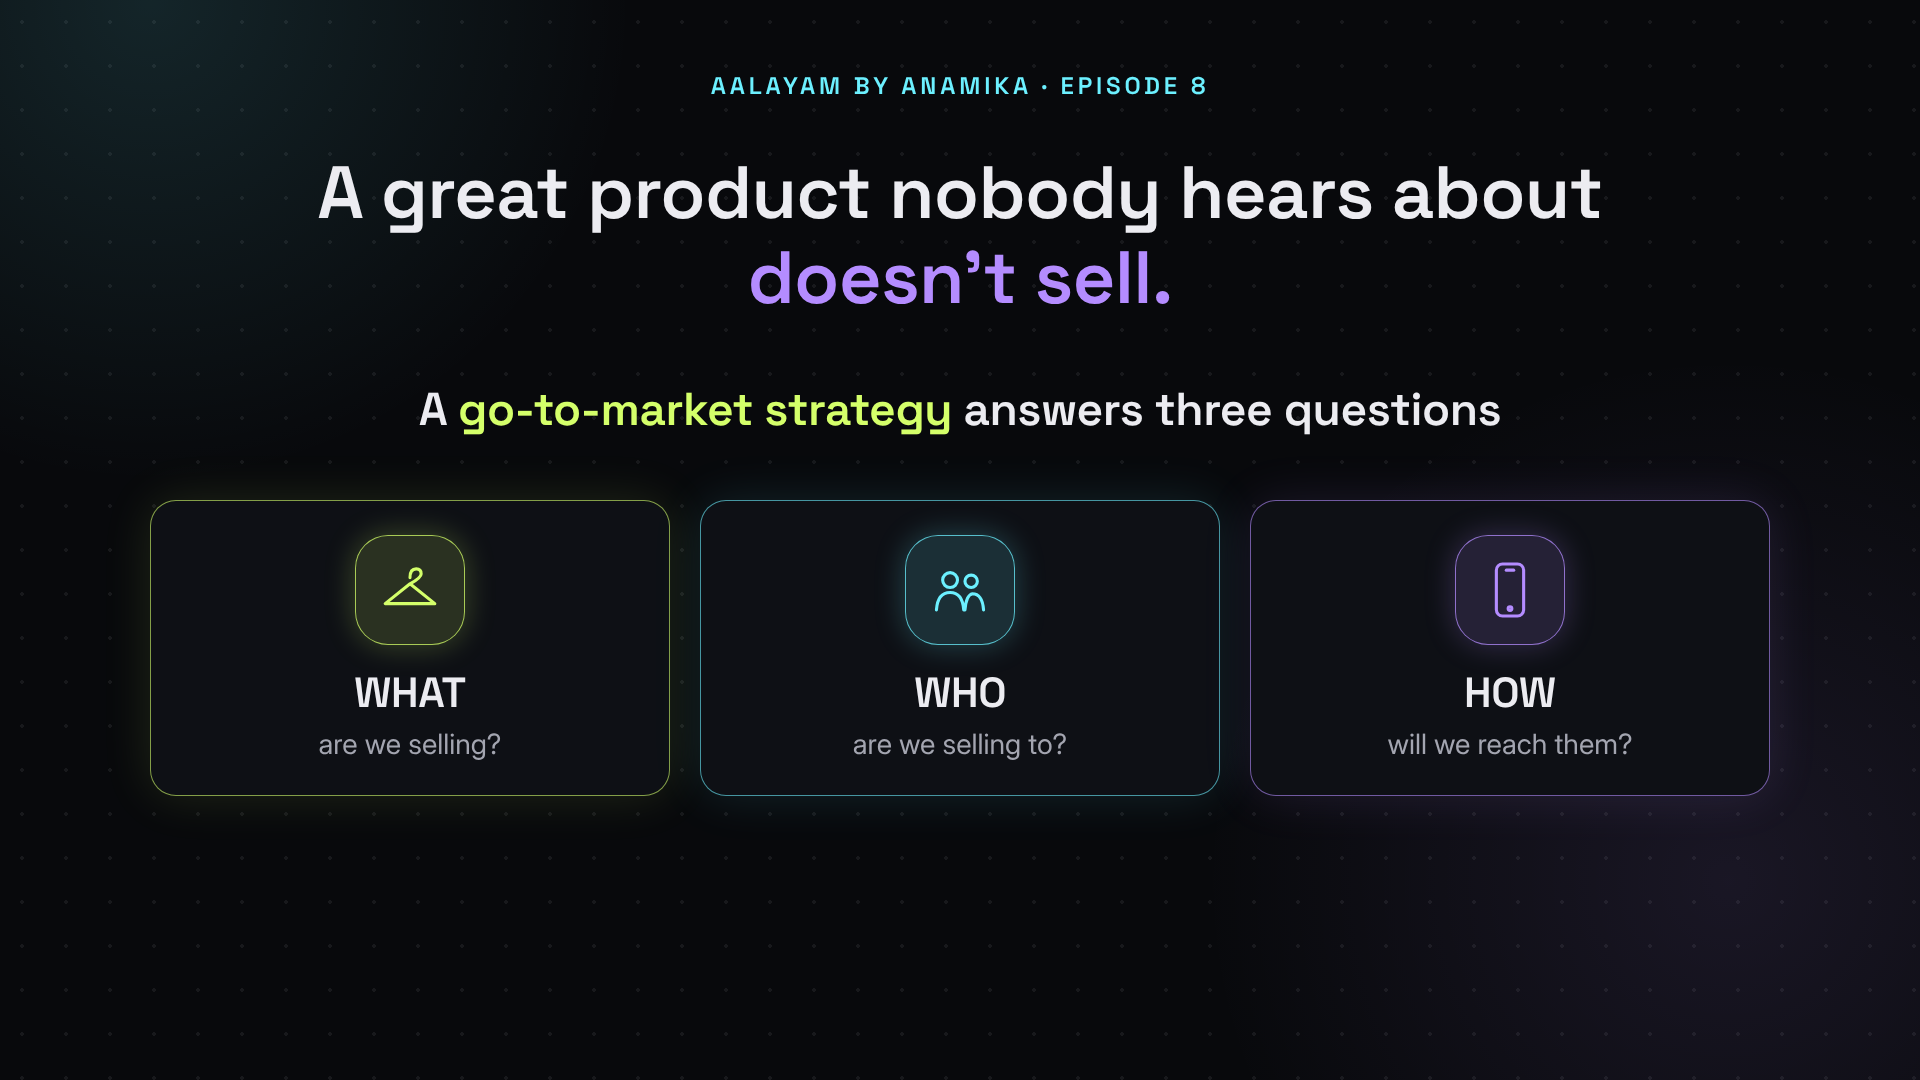 AALAYAM BY ANAMIKA · EPISODE 8
A great product nobody hears about
doesn’t sell.
A go-to-market strategy answers three questions
WHAT
are we selling?
WHO
are we selling to?
HOW
will we reach them?